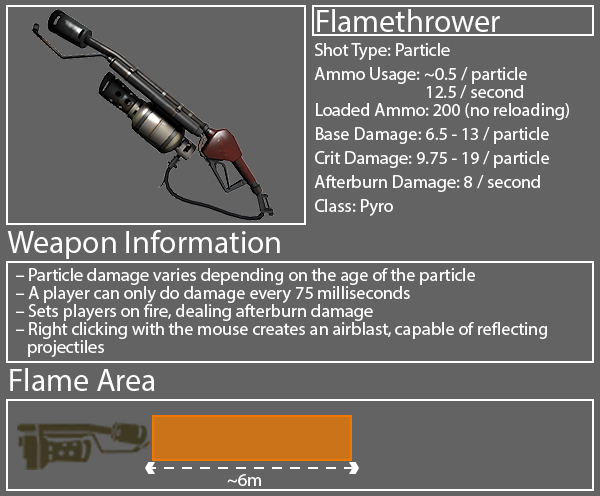 Flamethrower
Shot Type: Particle
Ammo Usage: ~0.5 / particle
12.5 / second
Loaded Ammo: 200 (no reloading)
Base Damage: 6.5 - 13 / particle
Crit Damage: 9.75 - 19 / particle
Afterburn Damage: 8 / second
Class: Pyro
Weapon Information
– Particle damage varies depending on the age of the particle
– A player can only do damage every 75 milliseconds
– Sets players on fire, dealing afterburn damage
– Right clicking with the mouse creates an airblast, capable of reflecting
projectiles
Flame Area
~6m